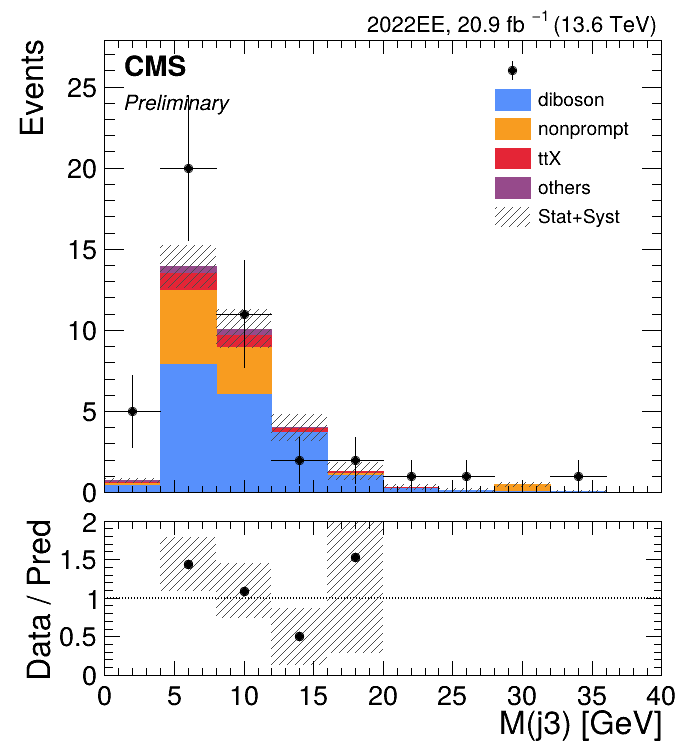 2022EE, 20.9 fb⁻¹ (13.6 TeV)
CMS
Preliminary
diboson
nonprompt
ttX
others
Stat+Syst
Events
25
20
15
10
5
0
Data / Pred
2
1.5
1
0.5
0
0 5 10 15 20 25 30 35 40
M(j3) [GeV]